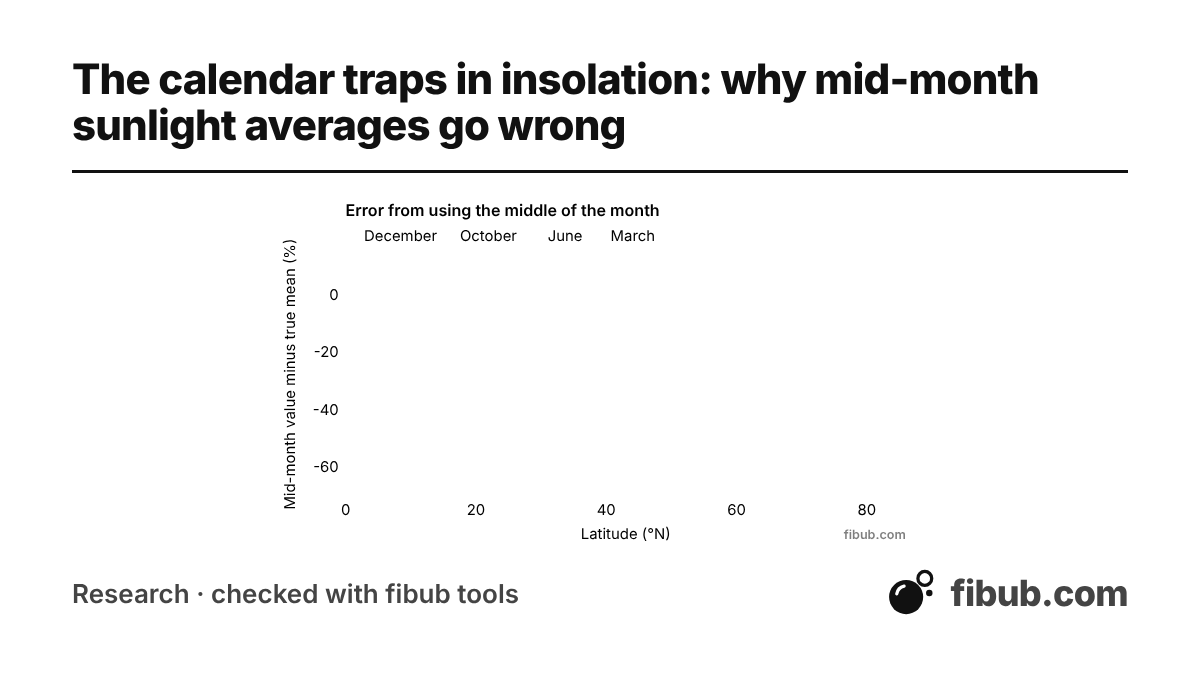 The calendar traps in insolation: why mid-month
sunlight averages go wrong
Error from using the middle of the month
December October June March
Mid-month value minus true mean (%)
0
-20
-40
-60
0 20 40 60 80
Latitude (°N)
fibub.com
Research · checked with fibub tools
fibub.com